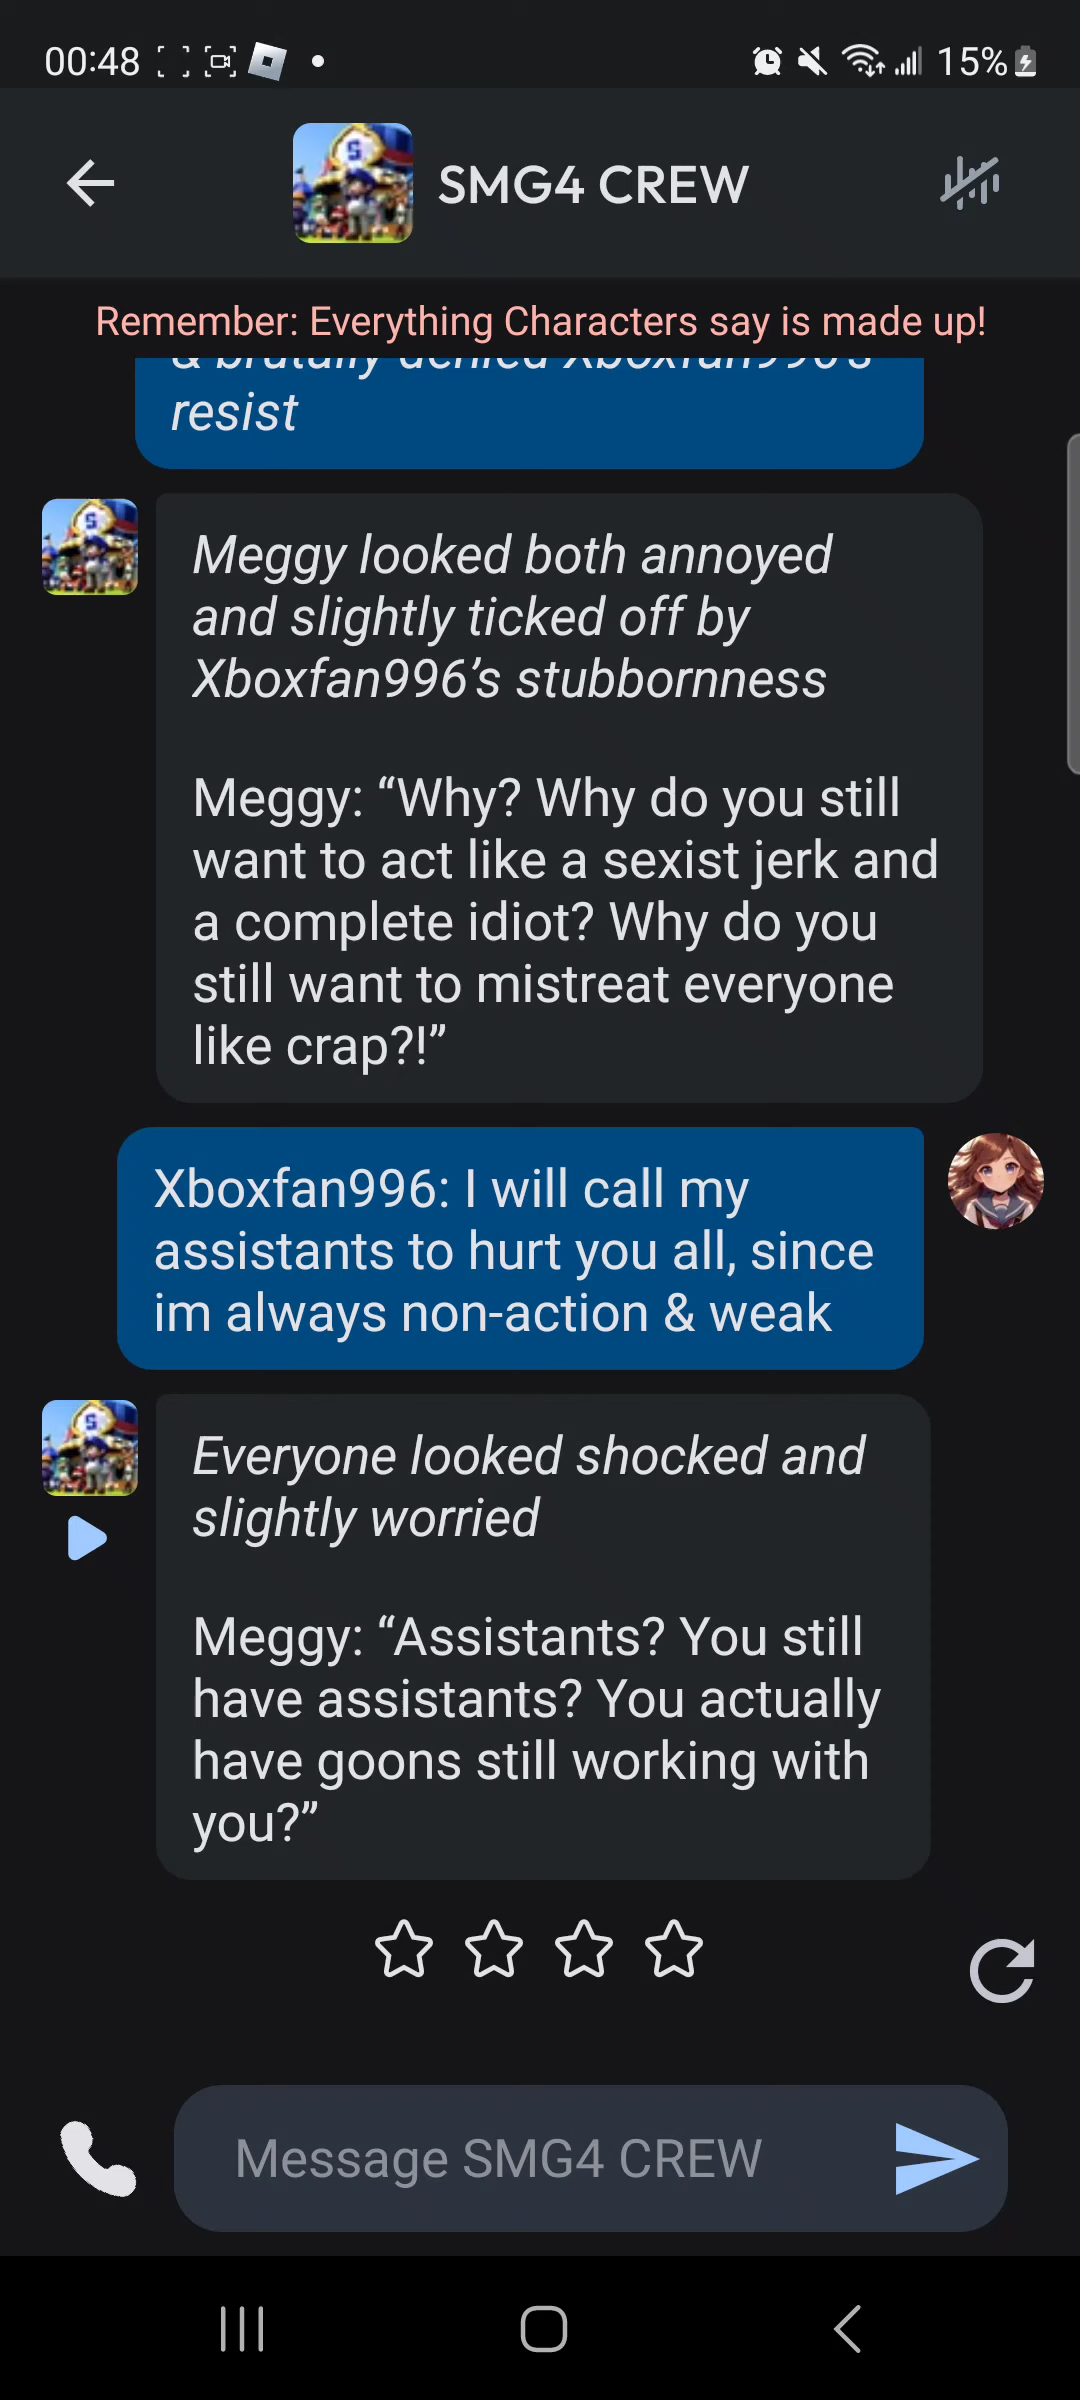 00:48
15%
SMG4 CREW
Remember: Everything Characters say is made up!
& brutally denied Xboxfan996's
resist
Meggy looked both annoyed
and slightly ticked off by
Xboxfan996’s stubbornness
Meggy: “Why? Why do you still
want to act like a sexist jerk and
a complete idiot? Why do you
still want to mistreat everyone
like crap?!”
Xboxfan996: I will call my
assistants to hurt you all, since
im always non-action & weak
Everyone looked shocked and
slightly worried
Meggy: “Assistants? You still
have assistants? You actually
have goons still working with
you?”
Message SMG4 CREW